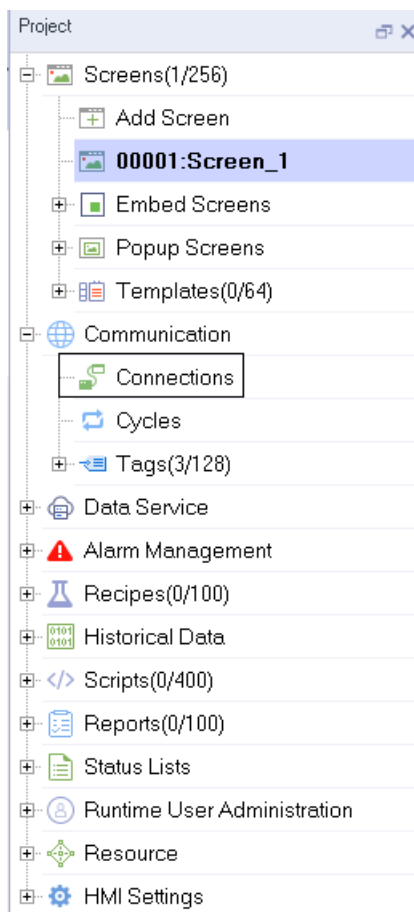 Project
Screens(1/256)
Add Screen
00001:Screen_1
Embed Screens
Popup Screens
Templates(0/64)
Communication
Connections
Cycles
Tags(3/128)
Data Service
Alarm Management
Recipes(0/100)
Historical Data
Scripts(0/400)
Reports(0/100)
Status Lists
Runtime User Administration
Resource
HMI Settings